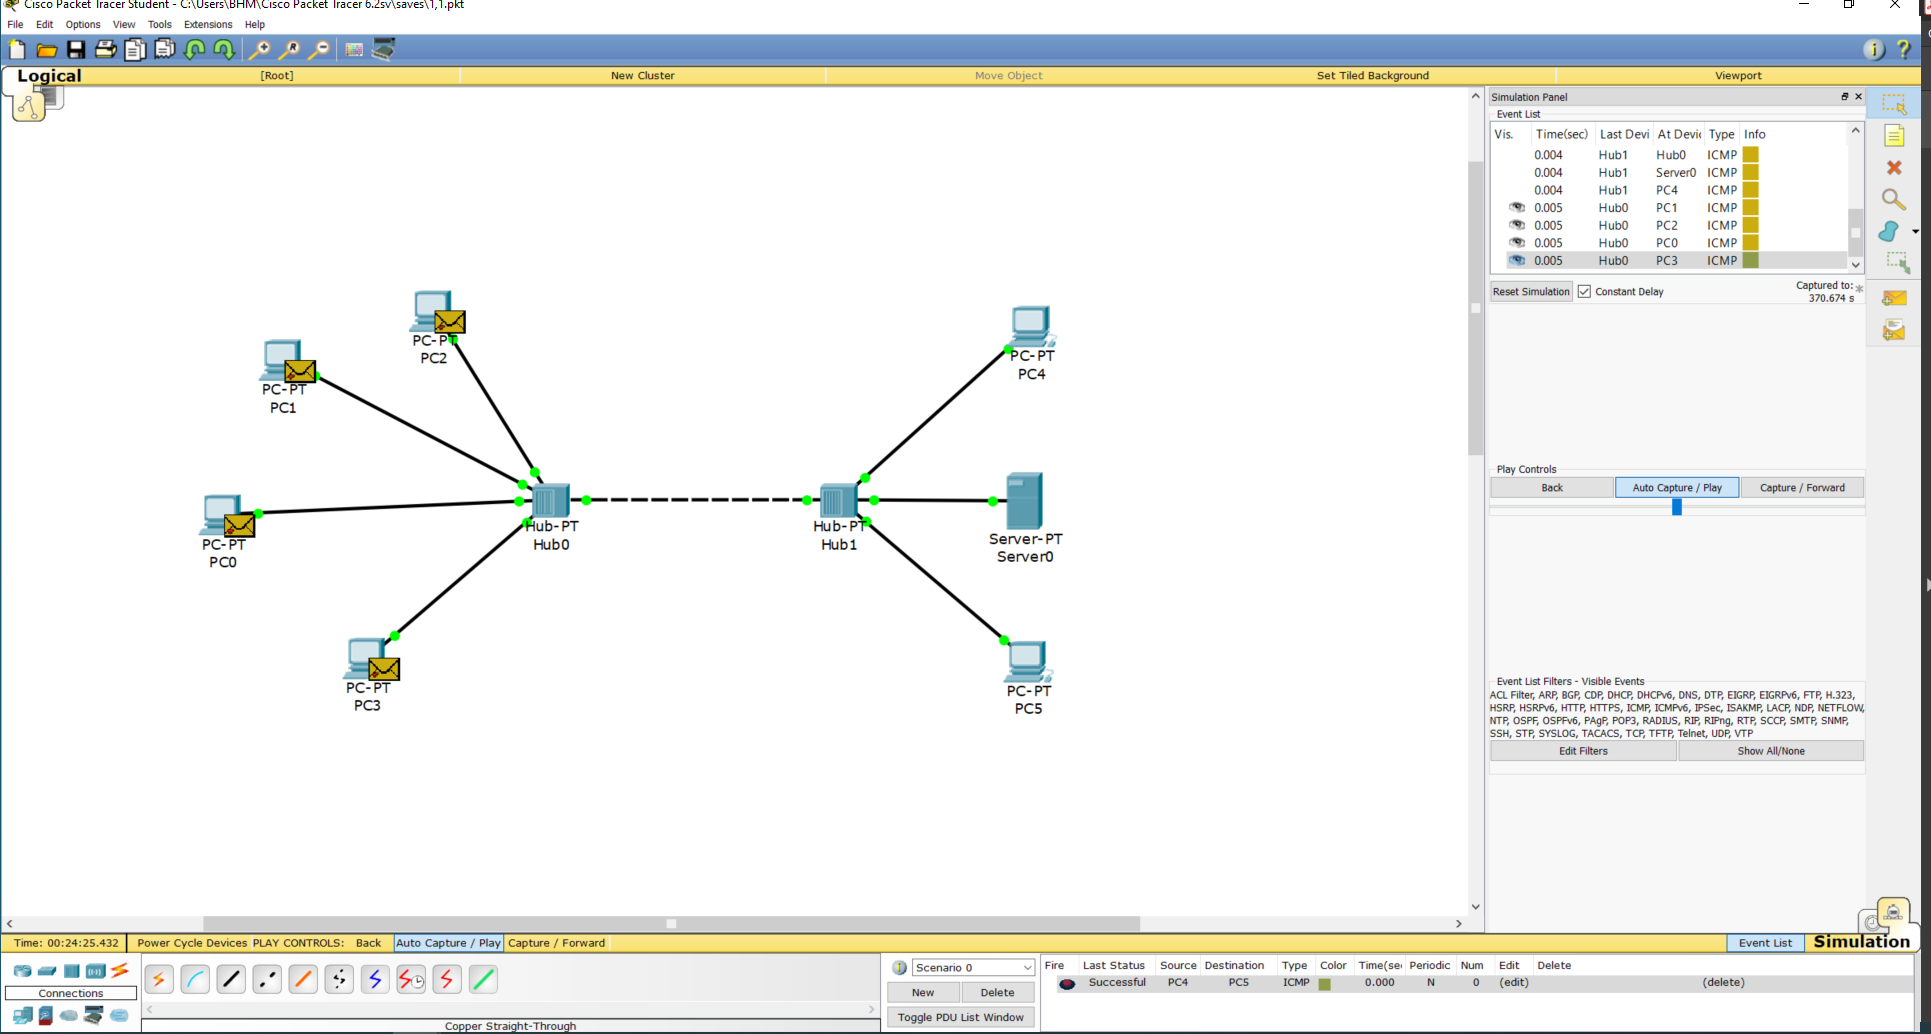 Cisco Packet Tracer Student - C:\Users\BHM\Cisco Packet Tracer 6.2sv\saves\1,1.pkt
File Edit Options View Tools Extensions Help
Logical [Root] New Cluster Move Object Set Tiled Background Viewport
Simulation Panel
Event List
Vis. Time(sec) Last Devi At Devic Type Info
0.004 Hub1 Hub0 ICMP
0.004 Hub1 Server0 ICMP
0.004 Hub1 PC4 ICMP
0.005 Hub0 PC1 ICMP
0.005 Hub0 PC2 ICMP
0.005 Hub0 PC0 ICMP
0.005 Hub0 PC3 ICMP
Reset Simulation Constant Delay Captured to: *
370.674 s
PC-PT
PC2
PC-PT
PC1
PC-PT
PC4
PC-PT
PC0
Hub-PT
Hub0
Hub-PT
Hub1
Server-PT
Server0
PC-PT
PC3
PC-PT
PC5
Play Controls
Back Auto Capture / Play Capture / Forward
Event List Filters - Visible Events
ACL Filter, ARP, BGP, CDP, DHCP, DHCPv6, DNS, DTP, EIGRP, EIGRPv6, FTP, H.323,
HSRP, HSRPv6, HTTP, HTTPS, ICMP, ICMPv6, IPSec, ISAKMP, LACP, NDP, NETFLOW,
NTP, OSPF, OSPFv6, PAgP, POP3, RADIUS, RIP, RIPng, RTP, SCCP, SMTP, SNMP,
SSH, STP, SYSLOG, TACACS, TCP, TFTP, Telnet, UDP, VTP
Edit Filters Show All/None
Time: 00:24:25.432 Power Cycle Devices PLAY CONTROLS: Back Auto Capture / Play Capture / Forward Event List Simulation
Connections
Copper Straight-Through
Scenario 0
New Delete
Toggle PDU List Window
Fire Last Status Source Destination Type Color Time(sec Periodic Num Edit Delete
Successful PC4 PC5 ICMP 0.000 N 0 (edit) (delete)